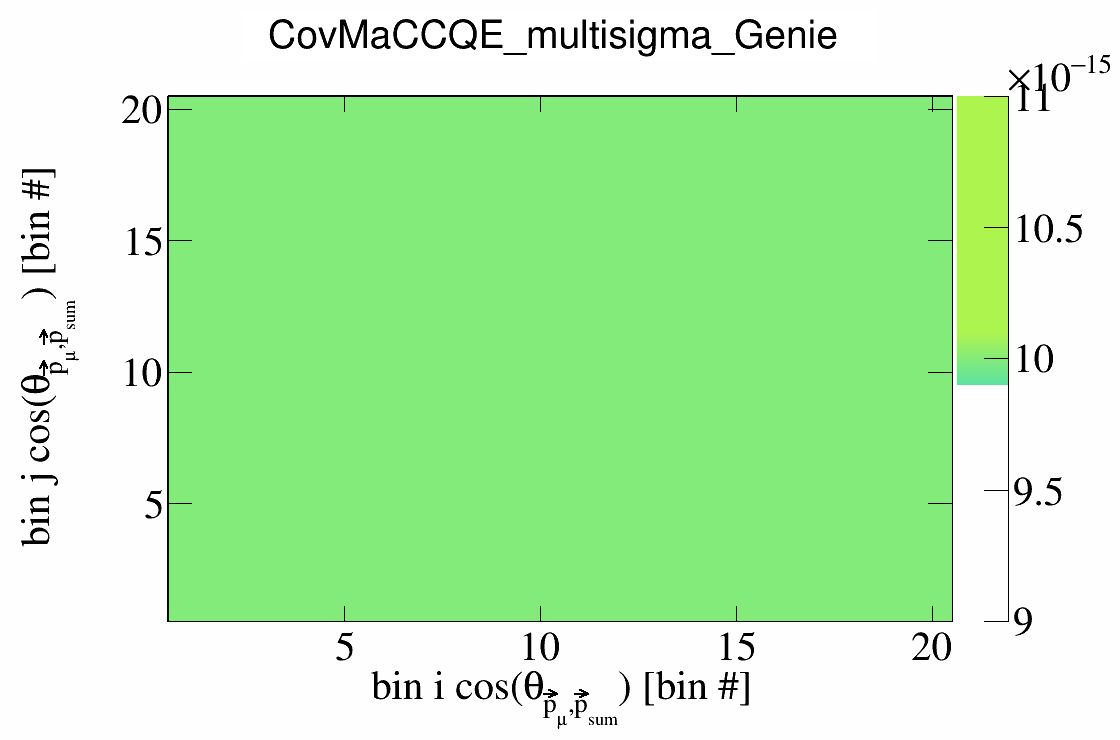 CovMaCCQE_multisigma_Genie
×10⁻¹⁵
11
10.5
10
9.5
9
20
15
10
5
bin j cos(θ p⃗μ,p⃗sum) [bin #]
5 10 15 20
bin i cos(θ p⃗μ,p⃗sum) [bin #]